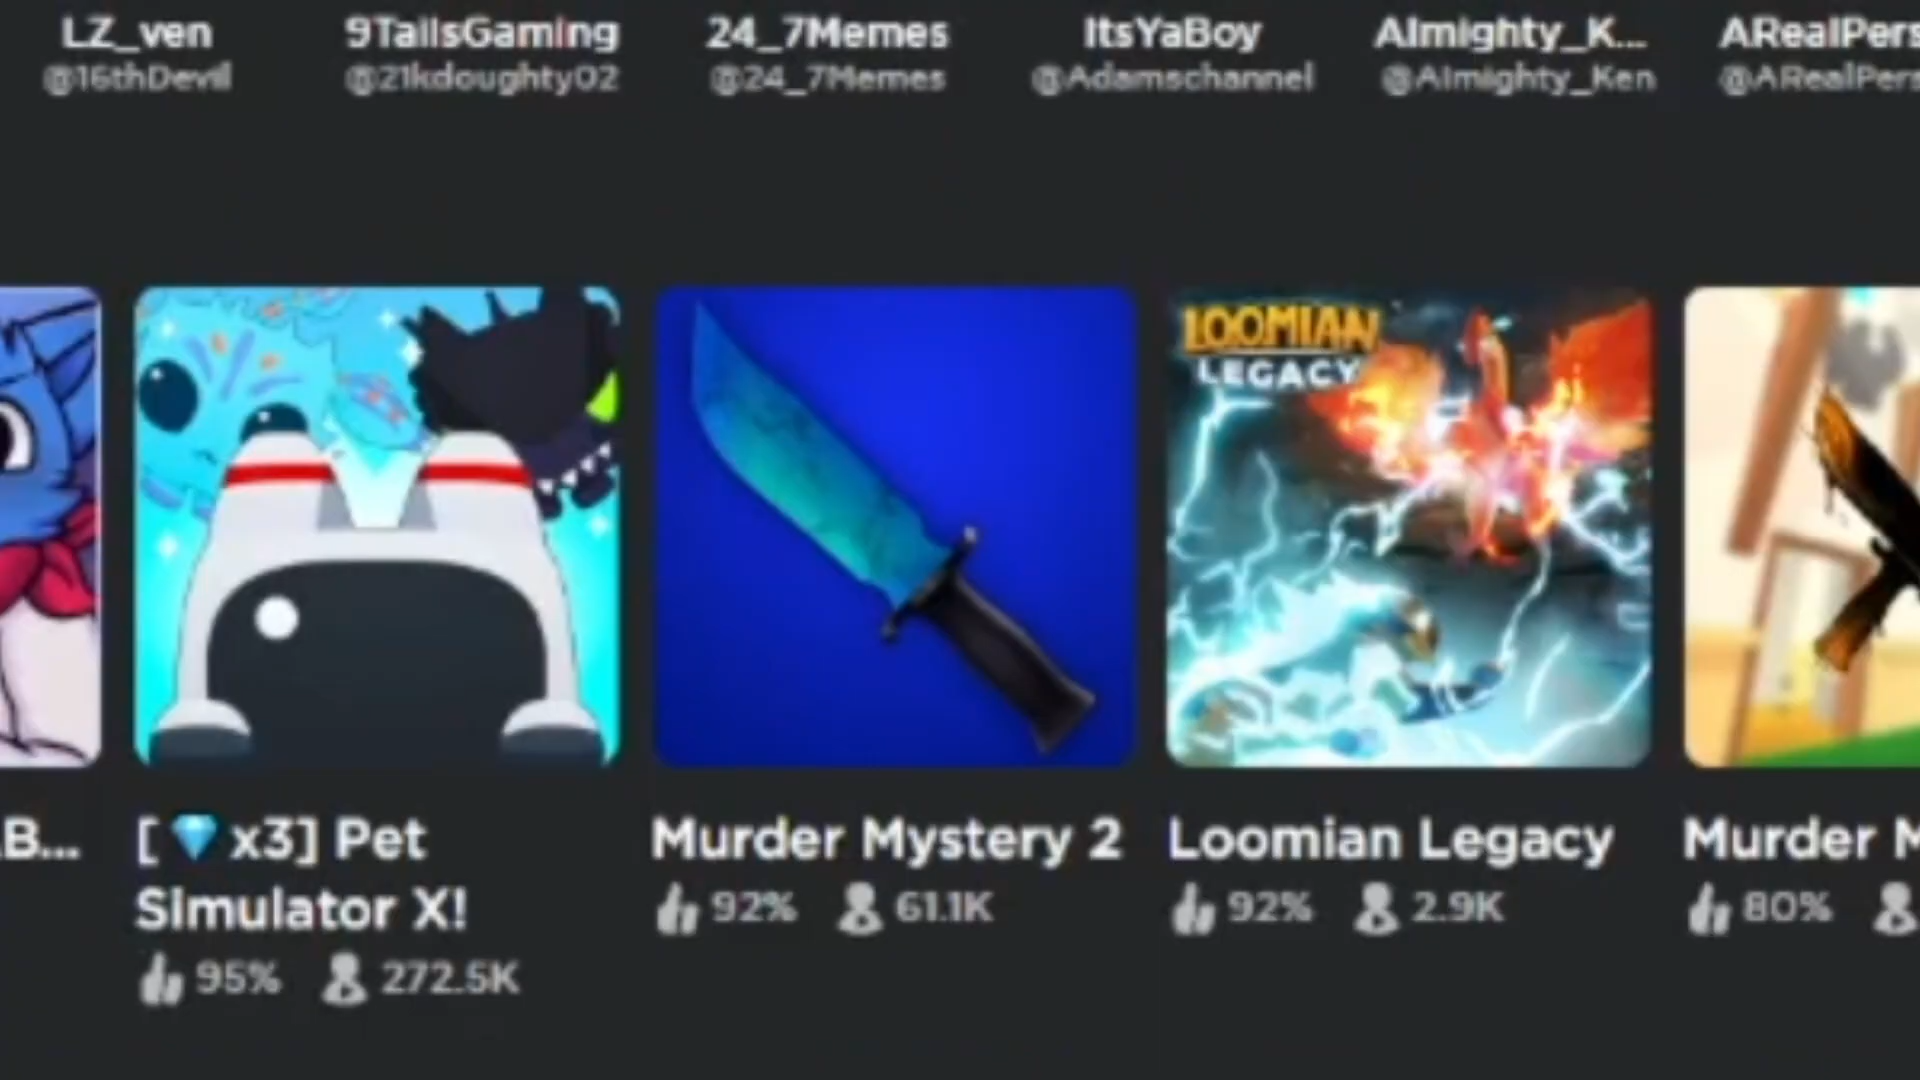 LZ_ven 9TailsGaming 24_7Memes ItsYaBoy Almighty_K... ARealPers
@16thDevil @21kdoughty02 @24_7Memes @Adamschannel @Almighty_Ken @ARealPers
LOOMIAN
LEGACY
B... [💎x3] Pet Murder Mystery 2 Loomian Legacy Murder M
Simulator X! 92% 61.1K 92% 2.9K 80%
95% 272.5K